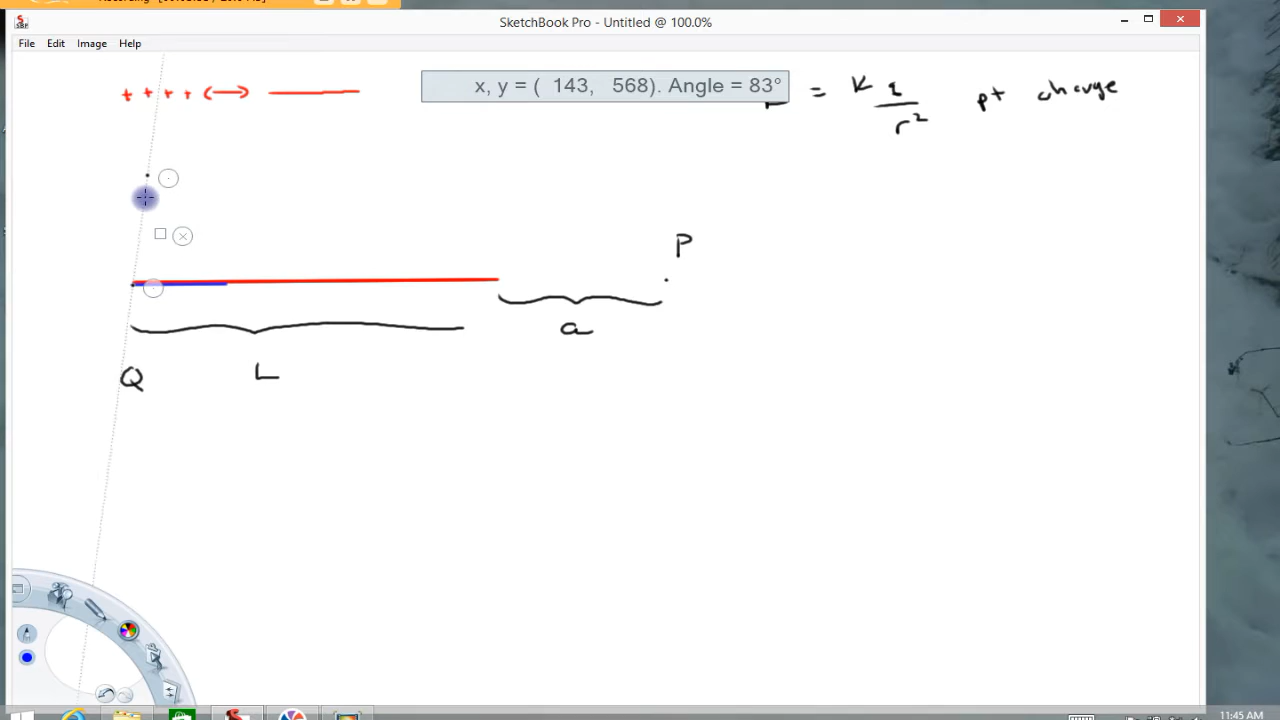 SketchBook Pro - Untitled @ 100.0%
File Edit Image Help
+ + + +
x, y = ( 143, 568). Angle = 83°
= K q / r² pt charge
P
a
Q L
11:45 AM